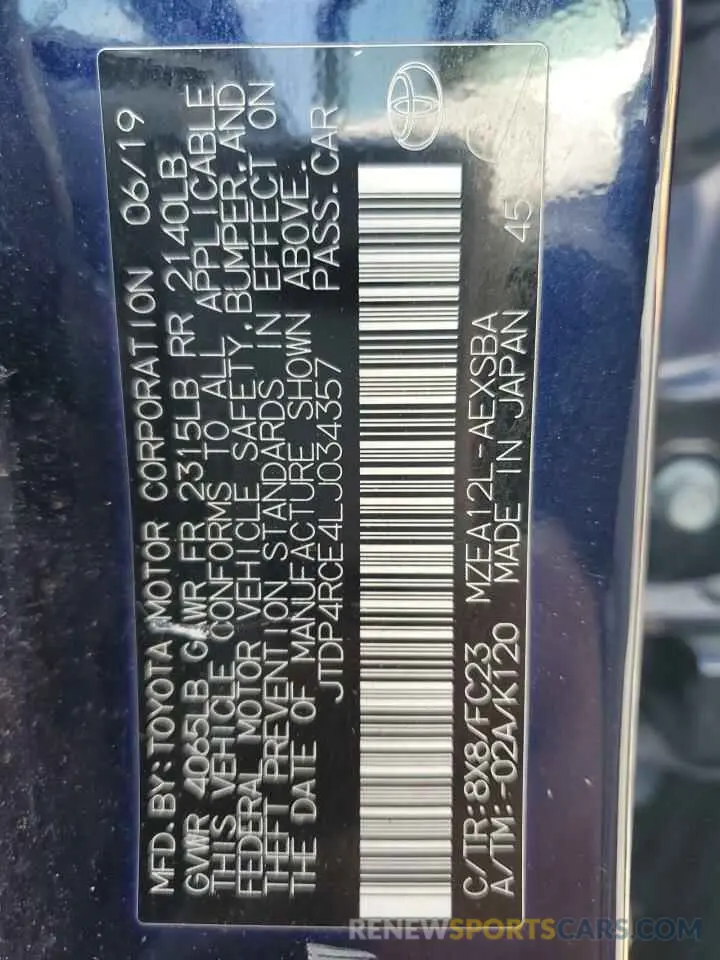 MFD. BY: TOYOTA MOTOR CORPORATION 06/19
GVWR 4065LB GAWR FR 2315LB RR 2140LB
THIS VEHICLE CONFORMS TO ALL APPLICABLE
FEDERAL MOTOR VEHICLE SAFETY, BUMPER, AND
THEFT PREVENTION STANDARDS IN EFFECT ON
THE DATE OF MANUFACTURE SHOWN ABOVE.
JTDP4RCE4LJ034357 PASS. CAR
C/TR: 8X8/FC23 MZEA12L-AEXSBA
A/TM: -02A/K120 MADE IN JAPAN 45
RENEWSPORTSCARS.COM